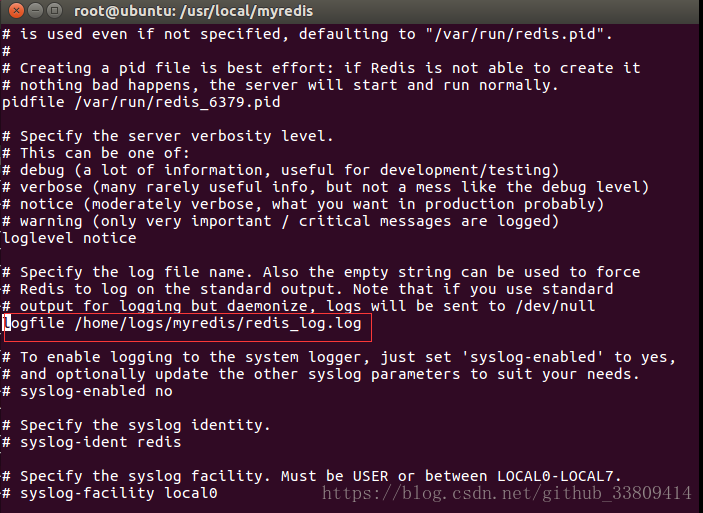 root@ubuntu: /usr/local/myredis
# is used even if not specified, defaulting to "/var/run/redis.pid".
#
# Creating a pid file is best effort: if Redis is not able to create it
# nothing bad happens, the server will start and run normally.
pidfile /var/run/redis_6379.pid
# Specify the server verbosity level.
# This can be one of:
# debug (a lot of information, useful for development/testing)
# verbose (many rarely useful info, but not a mess like the debug level)
# notice (moderately verbose, what you want in production probably)
# warning (only very important / critical messages are logged)
loglevel notice
# Specify the log file name. Also the empty string can be used to force
# Redis to log on the standard output. Note that if you use standard
# output for logging but daemonize, logs will be sent to /dev/null
logfile /home/logs/myredis/redis_log.log
# To enable logging to the system logger, just set 'syslog-enabled' to yes,
# and optionally update the other syslog parameters to suit your needs.
# syslog-enabled no
# Specify the syslog identity.
# syslog-ident redis
# Specify the syslog facility. Must be USER or between LOCAL0-LOCAL7.
# syslog-facility local0
https://blog.csdn.net/github_33809414